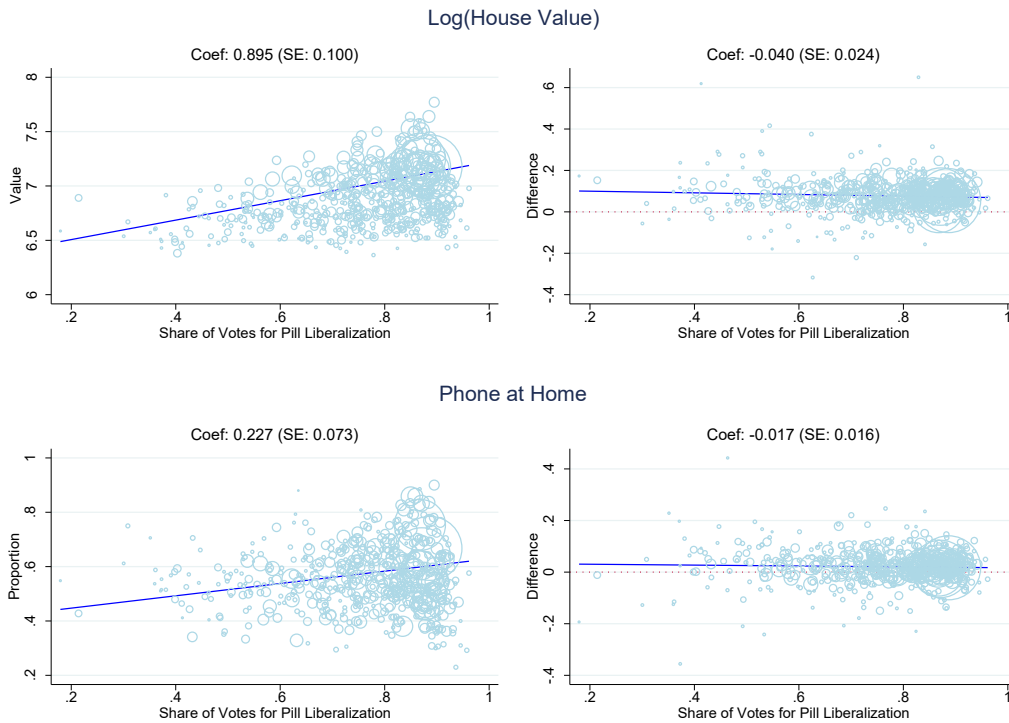 Log(House Value)
Coef: 0.895 (SE: 0.100)
Value
8
7.5
7
6.5
6
.2 .4 .6 .8 1
Share of Votes for Pill Liberalization
Coef: -0.040 (SE: 0.024)
Difference
.6
.4
.2
0
-.2
-.4
.2 .4 .6 .8 1
Share of Votes for Pill Liberalization
Phone at Home
Coef: 0.227 (SE: 0.073)
Proportion
1
.8
.6
.4
.2
.2 .4 .6 .8 1
Share of Votes for Pill Liberalization
Coef: -0.017 (SE: 0.016)
Difference
.4
.2
0
-.2
-.4
.2 .4 .6 .8 1
Share of Votes for Pill Liberalization